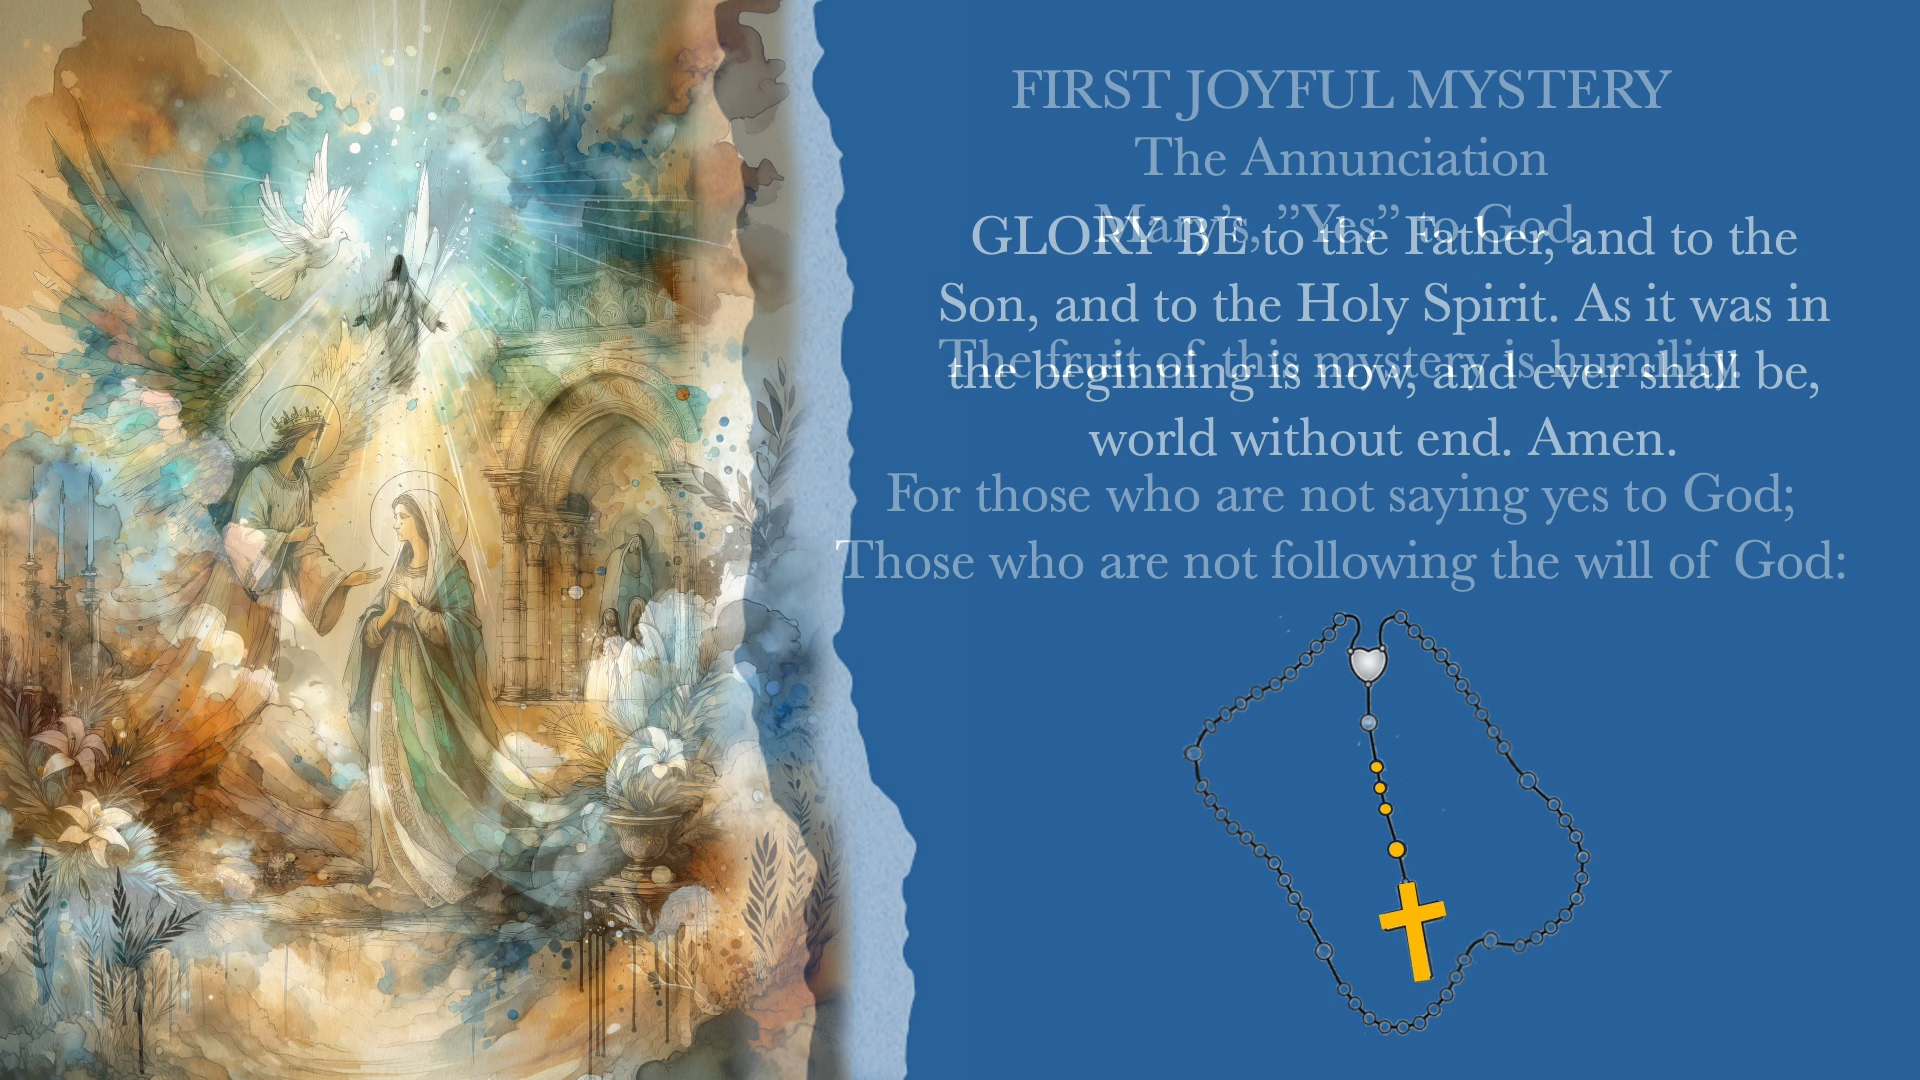 FIRST JOYFUL MYSTERY
The Annunciation
Mary's, "Yes" to God.
GLORY BE to the Father, and to the
Son, and to the Holy Spirit. As it was in
The fruit of this mystery is humility.
the beginning is now, and ever shall be,
world without end. Amen.
For those who are not saying yes to God;
Those who are not following the will of God: